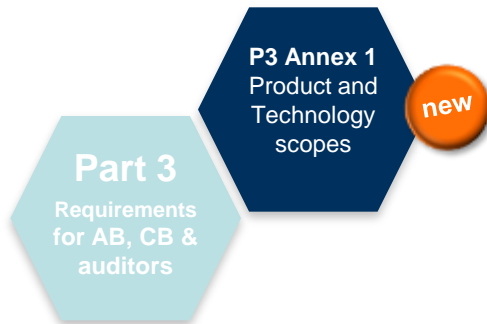 P3 Annex 1
Product and
Technology
scopes
new
Part 3
Requirements
for AB, CB &
auditors